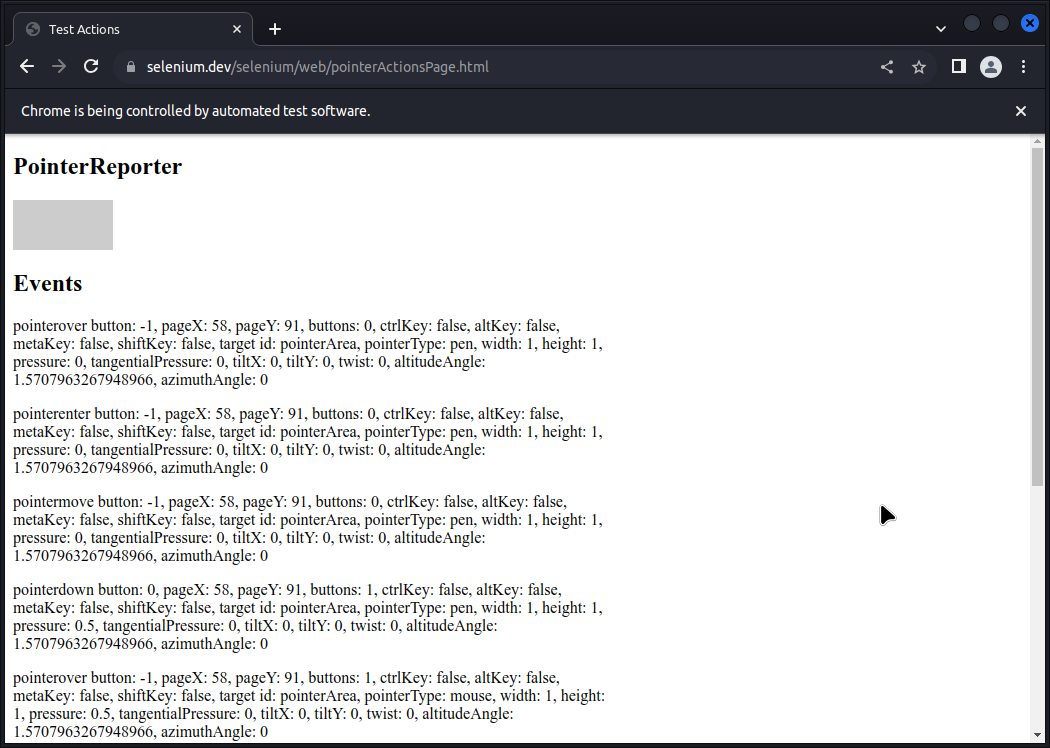 Test Actions
selenium.dev/selenium/web/pointerActionsPage.html
Chrome is being controlled by automated test software.
PointerReporter
Events
pointerover button: -1, pageX: 58, pageY: 91, buttons: 0, ctrlKey: false, altKey: false,
metaKey: false, shiftKey: false, target id: pointerArea, pointerType: pen, width: 1, height: 1,
pressure: 0, tangentialPressure: 0, tiltX: 0, tiltY: 0, twist: 0, altitudeAngle:
1.5707963267948966, azimuthAngle: 0
pointerenter button: -1, pageX: 58, pageY: 91, buttons: 0, ctrlKey: false, altKey: false,
metaKey: false, shiftKey: false, target id: pointerArea, pointerType: pen, width: 1, height: 1,
pressure: 0, tangentialPressure: 0, tiltX: 0, tiltY: 0, twist: 0, altitudeAngle:
1.5707963267948966, azimuthAngle: 0
pointermove button: -1, pageX: 58, pageY: 91, buttons: 0, ctrlKey: false, altKey: false,
metaKey: false, shiftKey: false, target id: pointerArea, pointerType: pen, width: 1, height: 1,
pressure: 0, tangentialPressure: 0, tiltX: 0, tiltY: 0, twist: 0, altitudeAngle:
1.5707963267948966, azimuthAngle: 0
pointerdown button: 0, pageX: 58, pageY: 91, buttons: 1, ctrlKey: false, altKey: false,
metaKey: false, shiftKey: false, target id: pointerArea, pointerType: pen, width: 1, height: 1,
pressure: 0.5, tangentialPressure: 0, tiltX: 0, tiltY: 0, twist: 0, altitudeAngle:
1.5707963267948966, azimuthAngle: 0
pointerover button: -1, pageX: 58, pageY: 91, buttons: 1, ctrlKey: false, altKey: false,
metaKey: false, shiftKey: false, target id: pointerArea, pointerType: mouse, width: 1, height:
1, pressure: 0.5, tangentialPressure: 0, tiltX: 0, tiltY: 0, twist: 0, altitudeAngle:
1.5707963267948966, azimuthAngle: 0